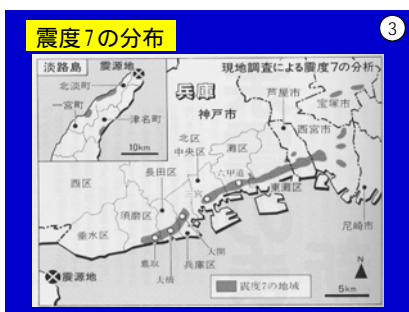 震度7の分布
③
淡路島
震源地
北淡町
一宮町
津名町
10km
現地調査による震度7の分析
兵庫
神戸市
芦屋市
宝塚市
西宮市
北区
中央区
灘区
六甲道
三宮
東灘区
西区
長田区
須磨区
垂水区
大開
兵庫区
鷹取
大橋
尼崎市
震源地
震度7の地域
N
5km